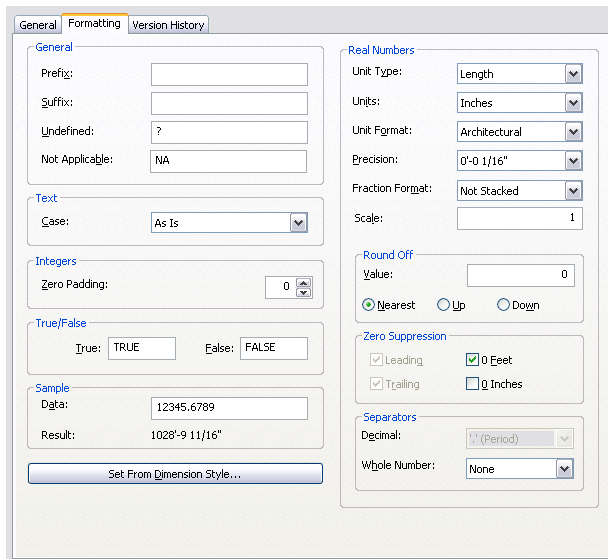 General Formatting Version History
General
Prefix:
Suffix:
Undefined: ?
Not Applicable: NA
Text
Case: As Is
Integers
Zero Padding: 0
True/False
True: TRUE False: FALSE
Sample
Data: 12345.6789
Result: 1028'-9 11/16"
Set From Dimension Style...
Real Numbers
Unit Type: Length
Units: Inches
Unit Format: Architectural
Precision: 0'-0 1/16"
Fraction Format: Not Stacked
Scale: 1
Round Off
Value: 0
Nearest Up Down
Zero Suppression
Leading 0 Feet
Trailing 0 Inches
Separators
Decimal: '.' (Period)
Whole Number: None